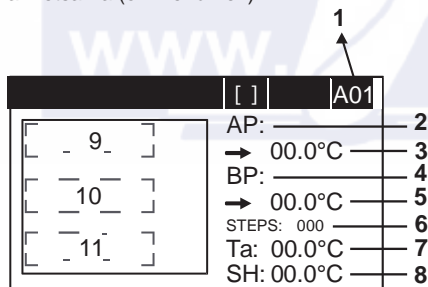 1
[ ] A01
AP: 2
→ 00.0°C 3
BP: 4
→ 00.0°C 5
STEPS: 000 6
Ta: 00.0°C 7
SH: 00.0°C 8
9
10
11
WWW.